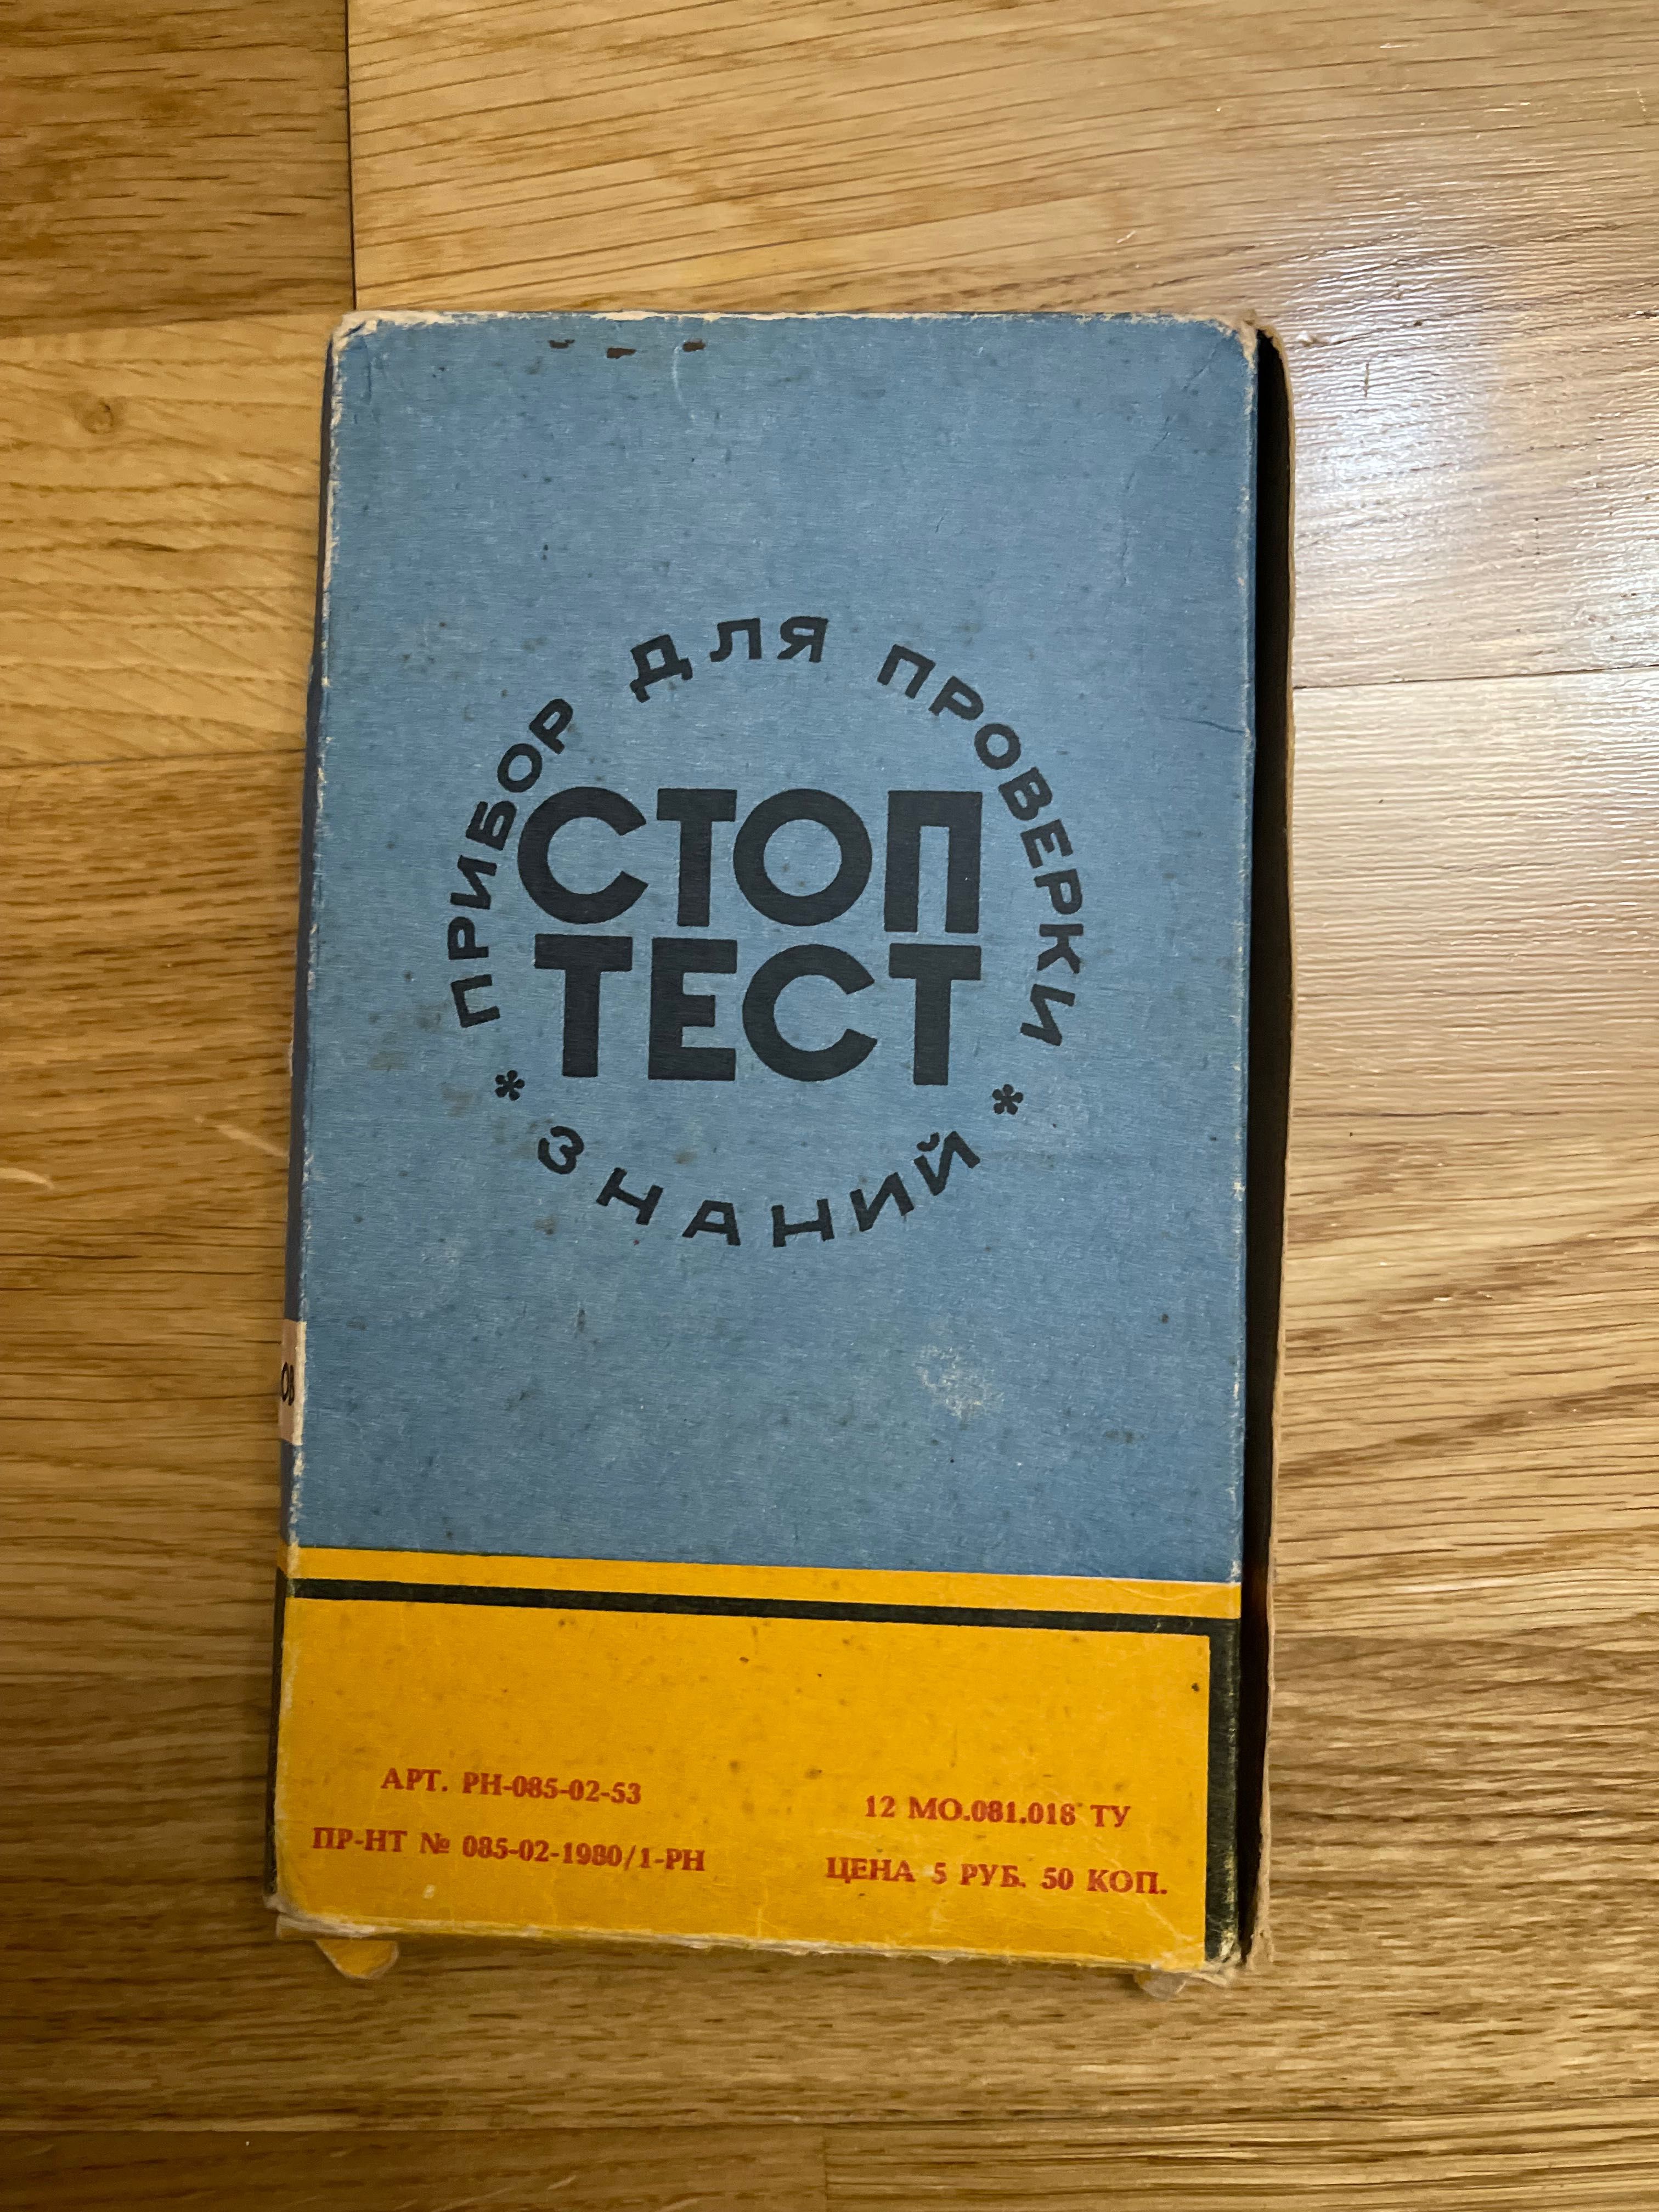 ПРИБОР ДЛЯ ПРОВЕРКИ
СТОП
ТЕСТ
* ЗНАНИЙ *
ОВ
АРТ. РН-085-02-53
ПР-НТ № 085-02-1980/1-РН
12 МО.081.018 ТУ
ЦЕНА 5 РУБ. 50 КОП.